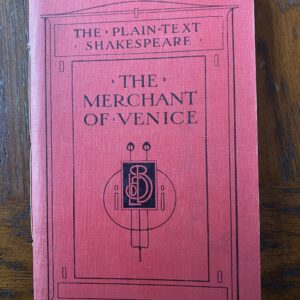 THE · PLAIN-TEXT
· SHAKESPEARE ·
· THE ·
MERCHANT
OF · VENICE